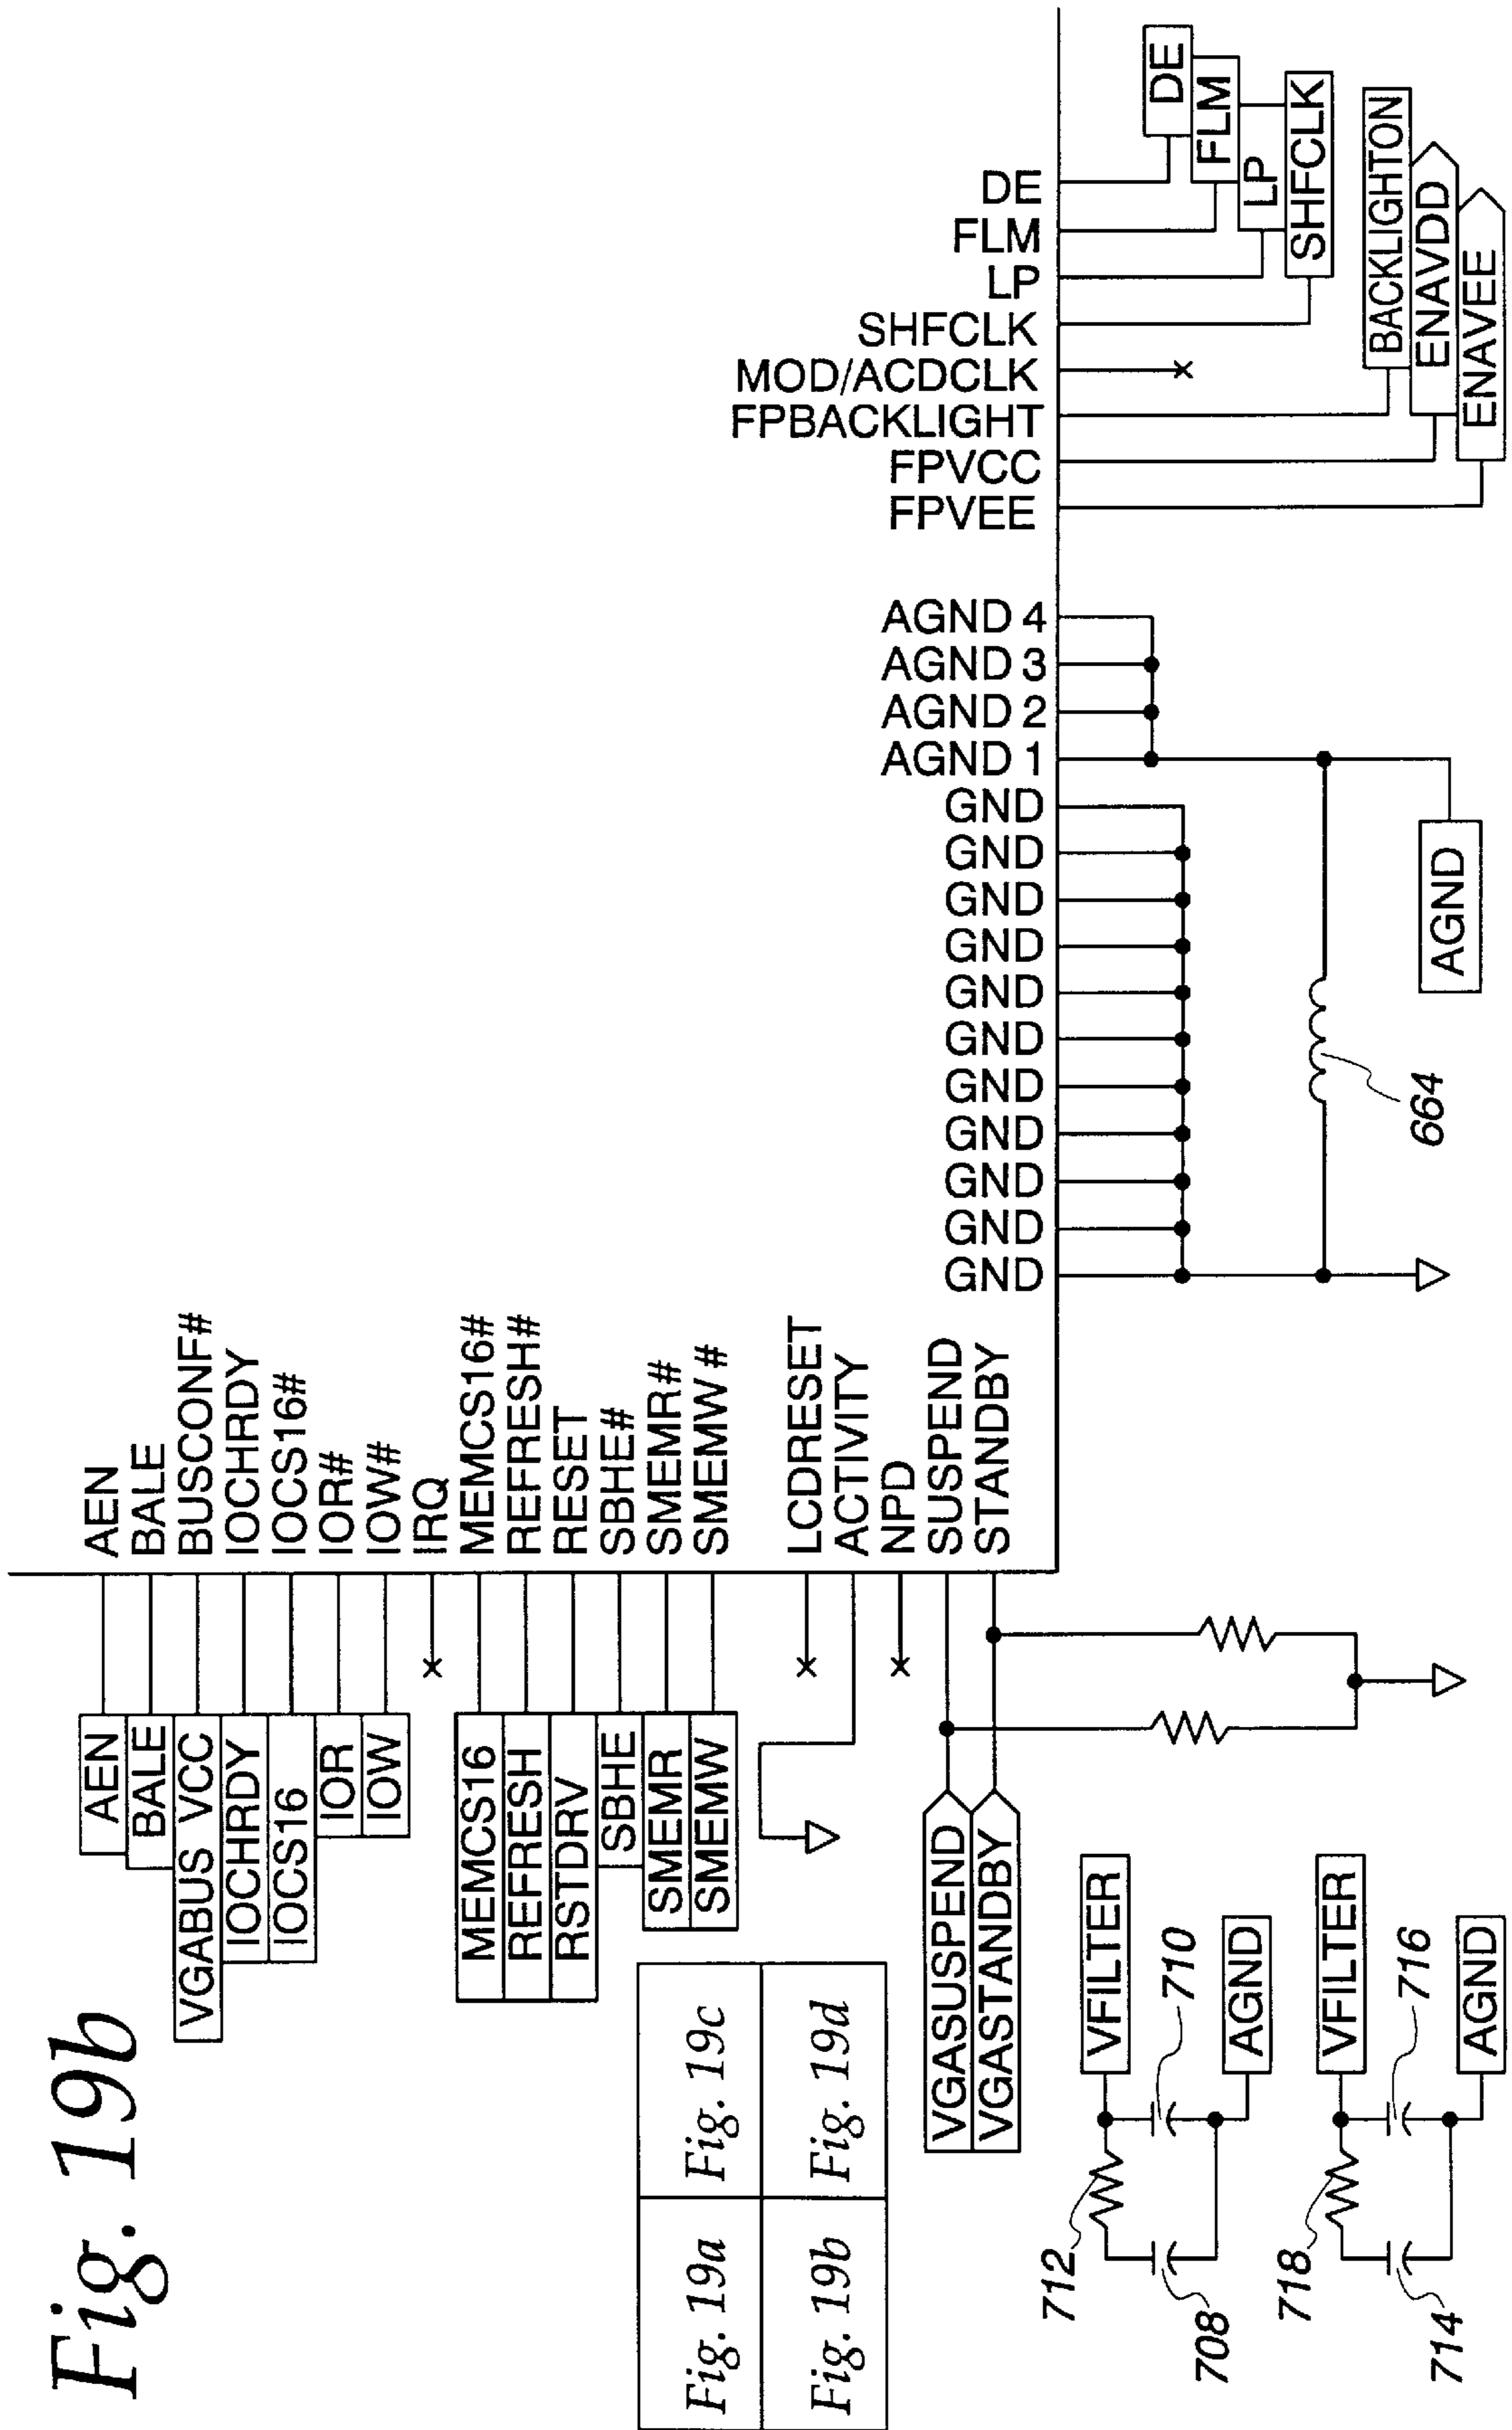 Fig. 19b
AEN
BALE
VGABUS VCC
IOCHRDY
IOCS16
IOR
IOW
MEMCS16
REFRESH
RSTDRV
SBHE
SMEMR
SMEMW
AEN
BALE
BUSCONF#
IOCHRDY
IOCS16#
IOR#
IOW#
IRQ
MEMCS16#
REFRESH#
RESET
SBHE#
SMEMR#
SMEMW #
LCDRESET
ACTIVITY
NPD
SUSPEND
STANDBY
Fig. 19a
Fig. 19c
Fig. 19b
Fig. 19d
VGASUSPEND
VGASTANDBY
712
VFILTER
710
708
AGND
718
VFILTER
716
714
AGND
GND
GND
GND
GND
GND
GND
GND
GND
GND
GND
GND
AGND 1
AGND 2
AGND 3
AGND 4
664
AGND
FPVEE
FPVCC
FPBACKLIGHT
MOD/ACDCLK
SHFCLK
LP
FLM
DE
DE
FLM
LP
SHFCLK
BACKLIGHTON
ENAVDD
ENAVEE